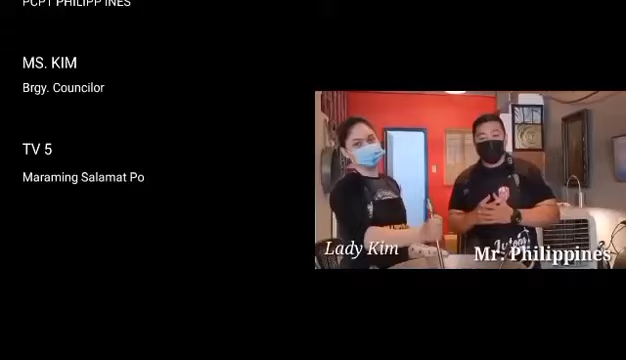 PCPT PHILIPPINES
MS. KIM
Brgy. Councilor
TV 5
Maraming Salamat Po
Lady Kim
Mr. Philippines